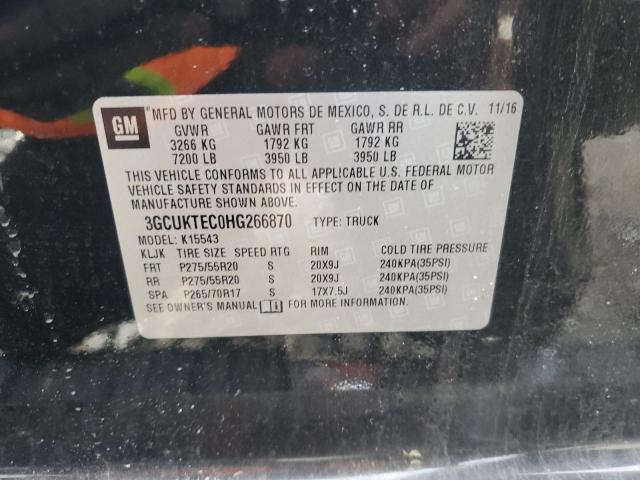 GM MFD BY GENERAL MOTORS DE MEXICO, S. DE R.L. DE C.V. 11/16
GVWR GAWR FRT GAWR RR
3266 KG 1792 KG 1792 KG
7200 LB 3950 LB 3950 LB
THIS VEHICLE CONFORMS TO ALL APPLICABLE U.S. FEDERAL MOTOR
VEHICLE SAFETY STANDARDS IN EFFECT ON THE DATE OF
MANUFACTURE SHOWN ABOVE.
3GCUKTEC0HG266870 TYPE: TRUCK
MODEL: K15543
KLJK TIRE SIZE SPEED RTG RIM COLD TIRE PRESSURE
FRT P275/55R20 S 20X9J 240KPA(35PSI)
RR P275/55R20 S 20X9J 240KPA(35PSI)
SPA P265/70R17 S 17X7.5J 240KPA(35PSI)
SEE OWNER'S MANUAL